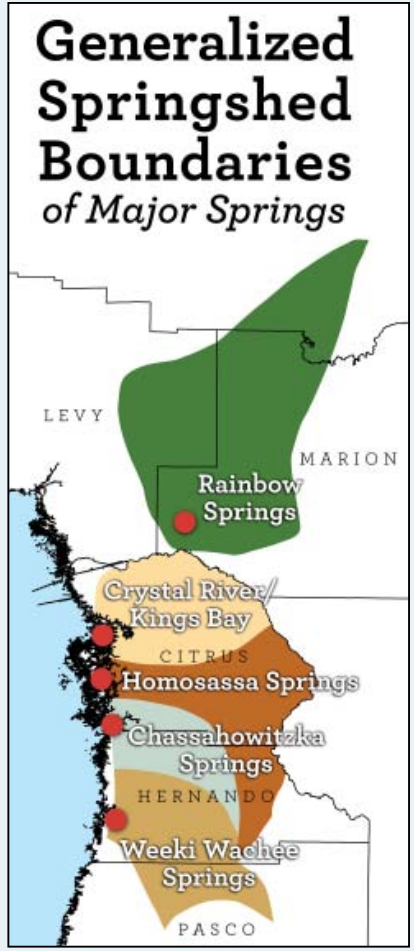 Generalized
Springshed
Boundaries
of Major Springs
LEVY
MARION
Rainbow
Springs
Crystal River/
Kings Bay
CITRUS
Homosassa Springs
Chassahowitzka
Springs
HERNANDO
Weeki Wachee
Springs
PASCO